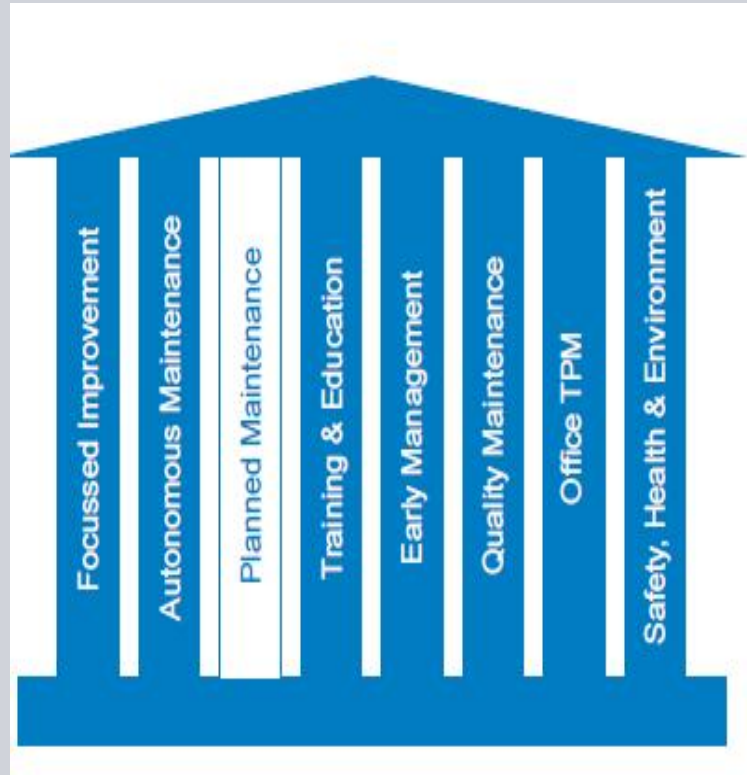 Focussed Improvement
Autonomous Maintenance
Planned Maintenance
Training & Education
Early Management
Quality Maintenance
Office TPM
Safety, Health & Environment